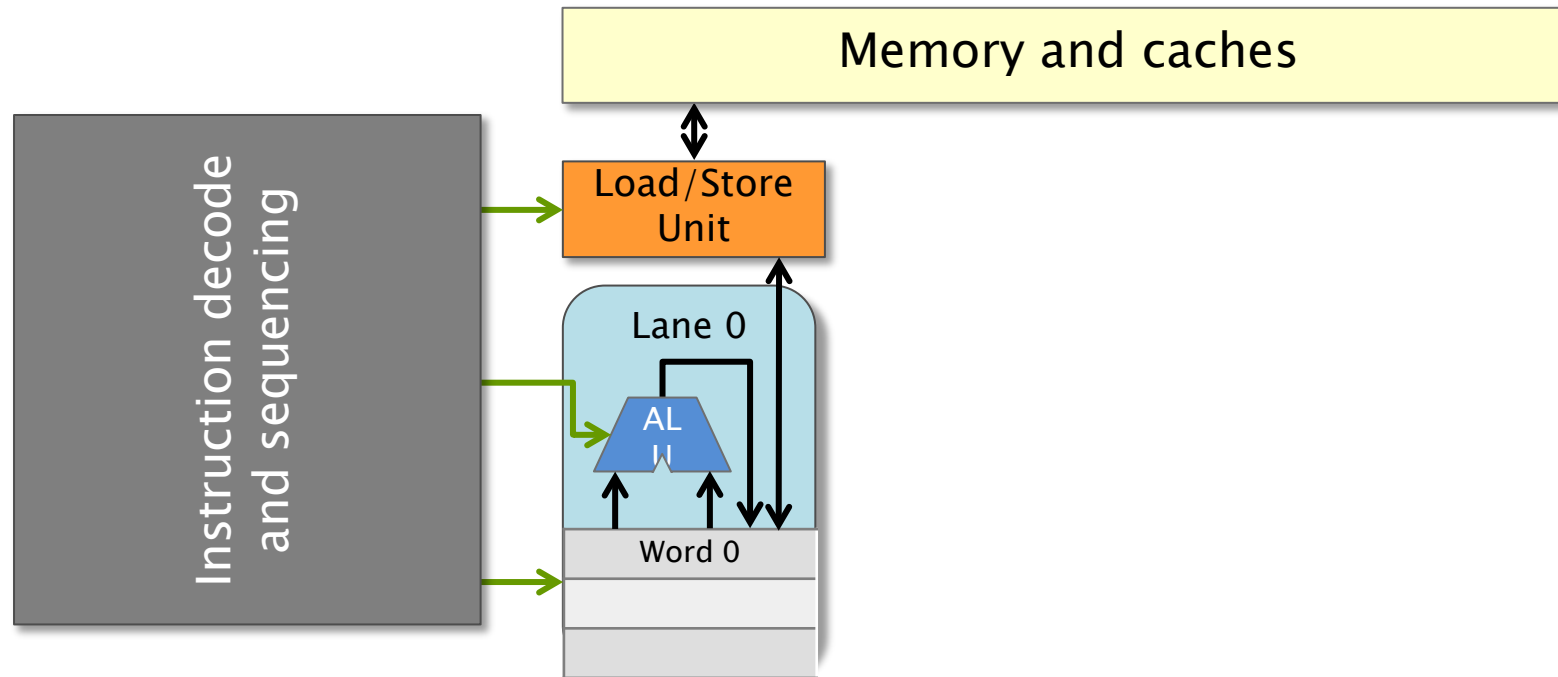 Memory and caches
Instruction decode
and sequencing
Load/Store
Unit
Lane 0
AL
U
Word 0